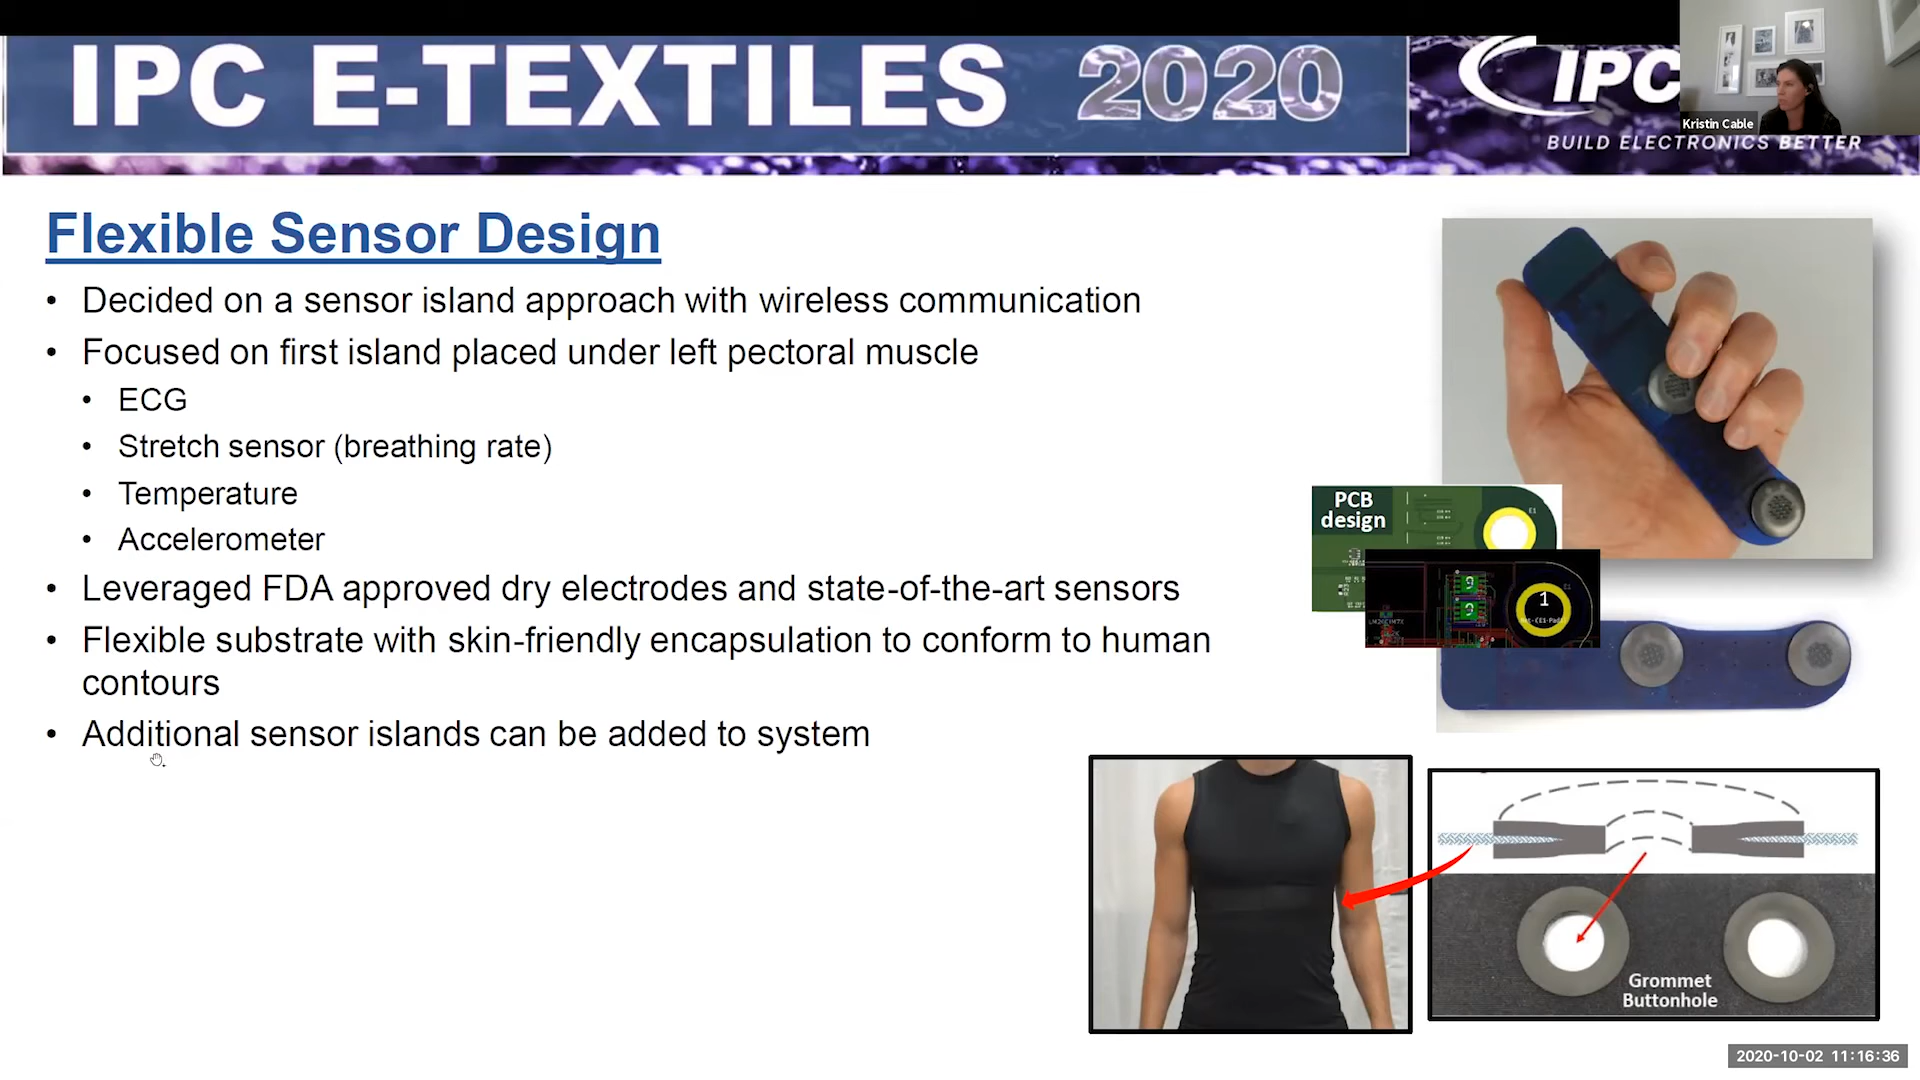 IPC E-TEXTILES 2020
IPC
Kristin Cable
BUILD ELECTRONICS BETTER
Flexible Sensor Design
• Decided on a sensor island approach with wireless communication
• Focused on first island placed under left pectoral muscle
• ECG
• Stretch sensor (breathing rate)
• Temperature
• Accelerometer
• Leveraged FDA approved dry electrodes and state-of-the-art sensors
• Flexible substrate with skin-friendly encapsulation to conform to human
contours
• Additional sensor islands can be added to system
PCB
design
E1
E1
1
Grommet
Buttonhole
2020-10-02 11:16:36